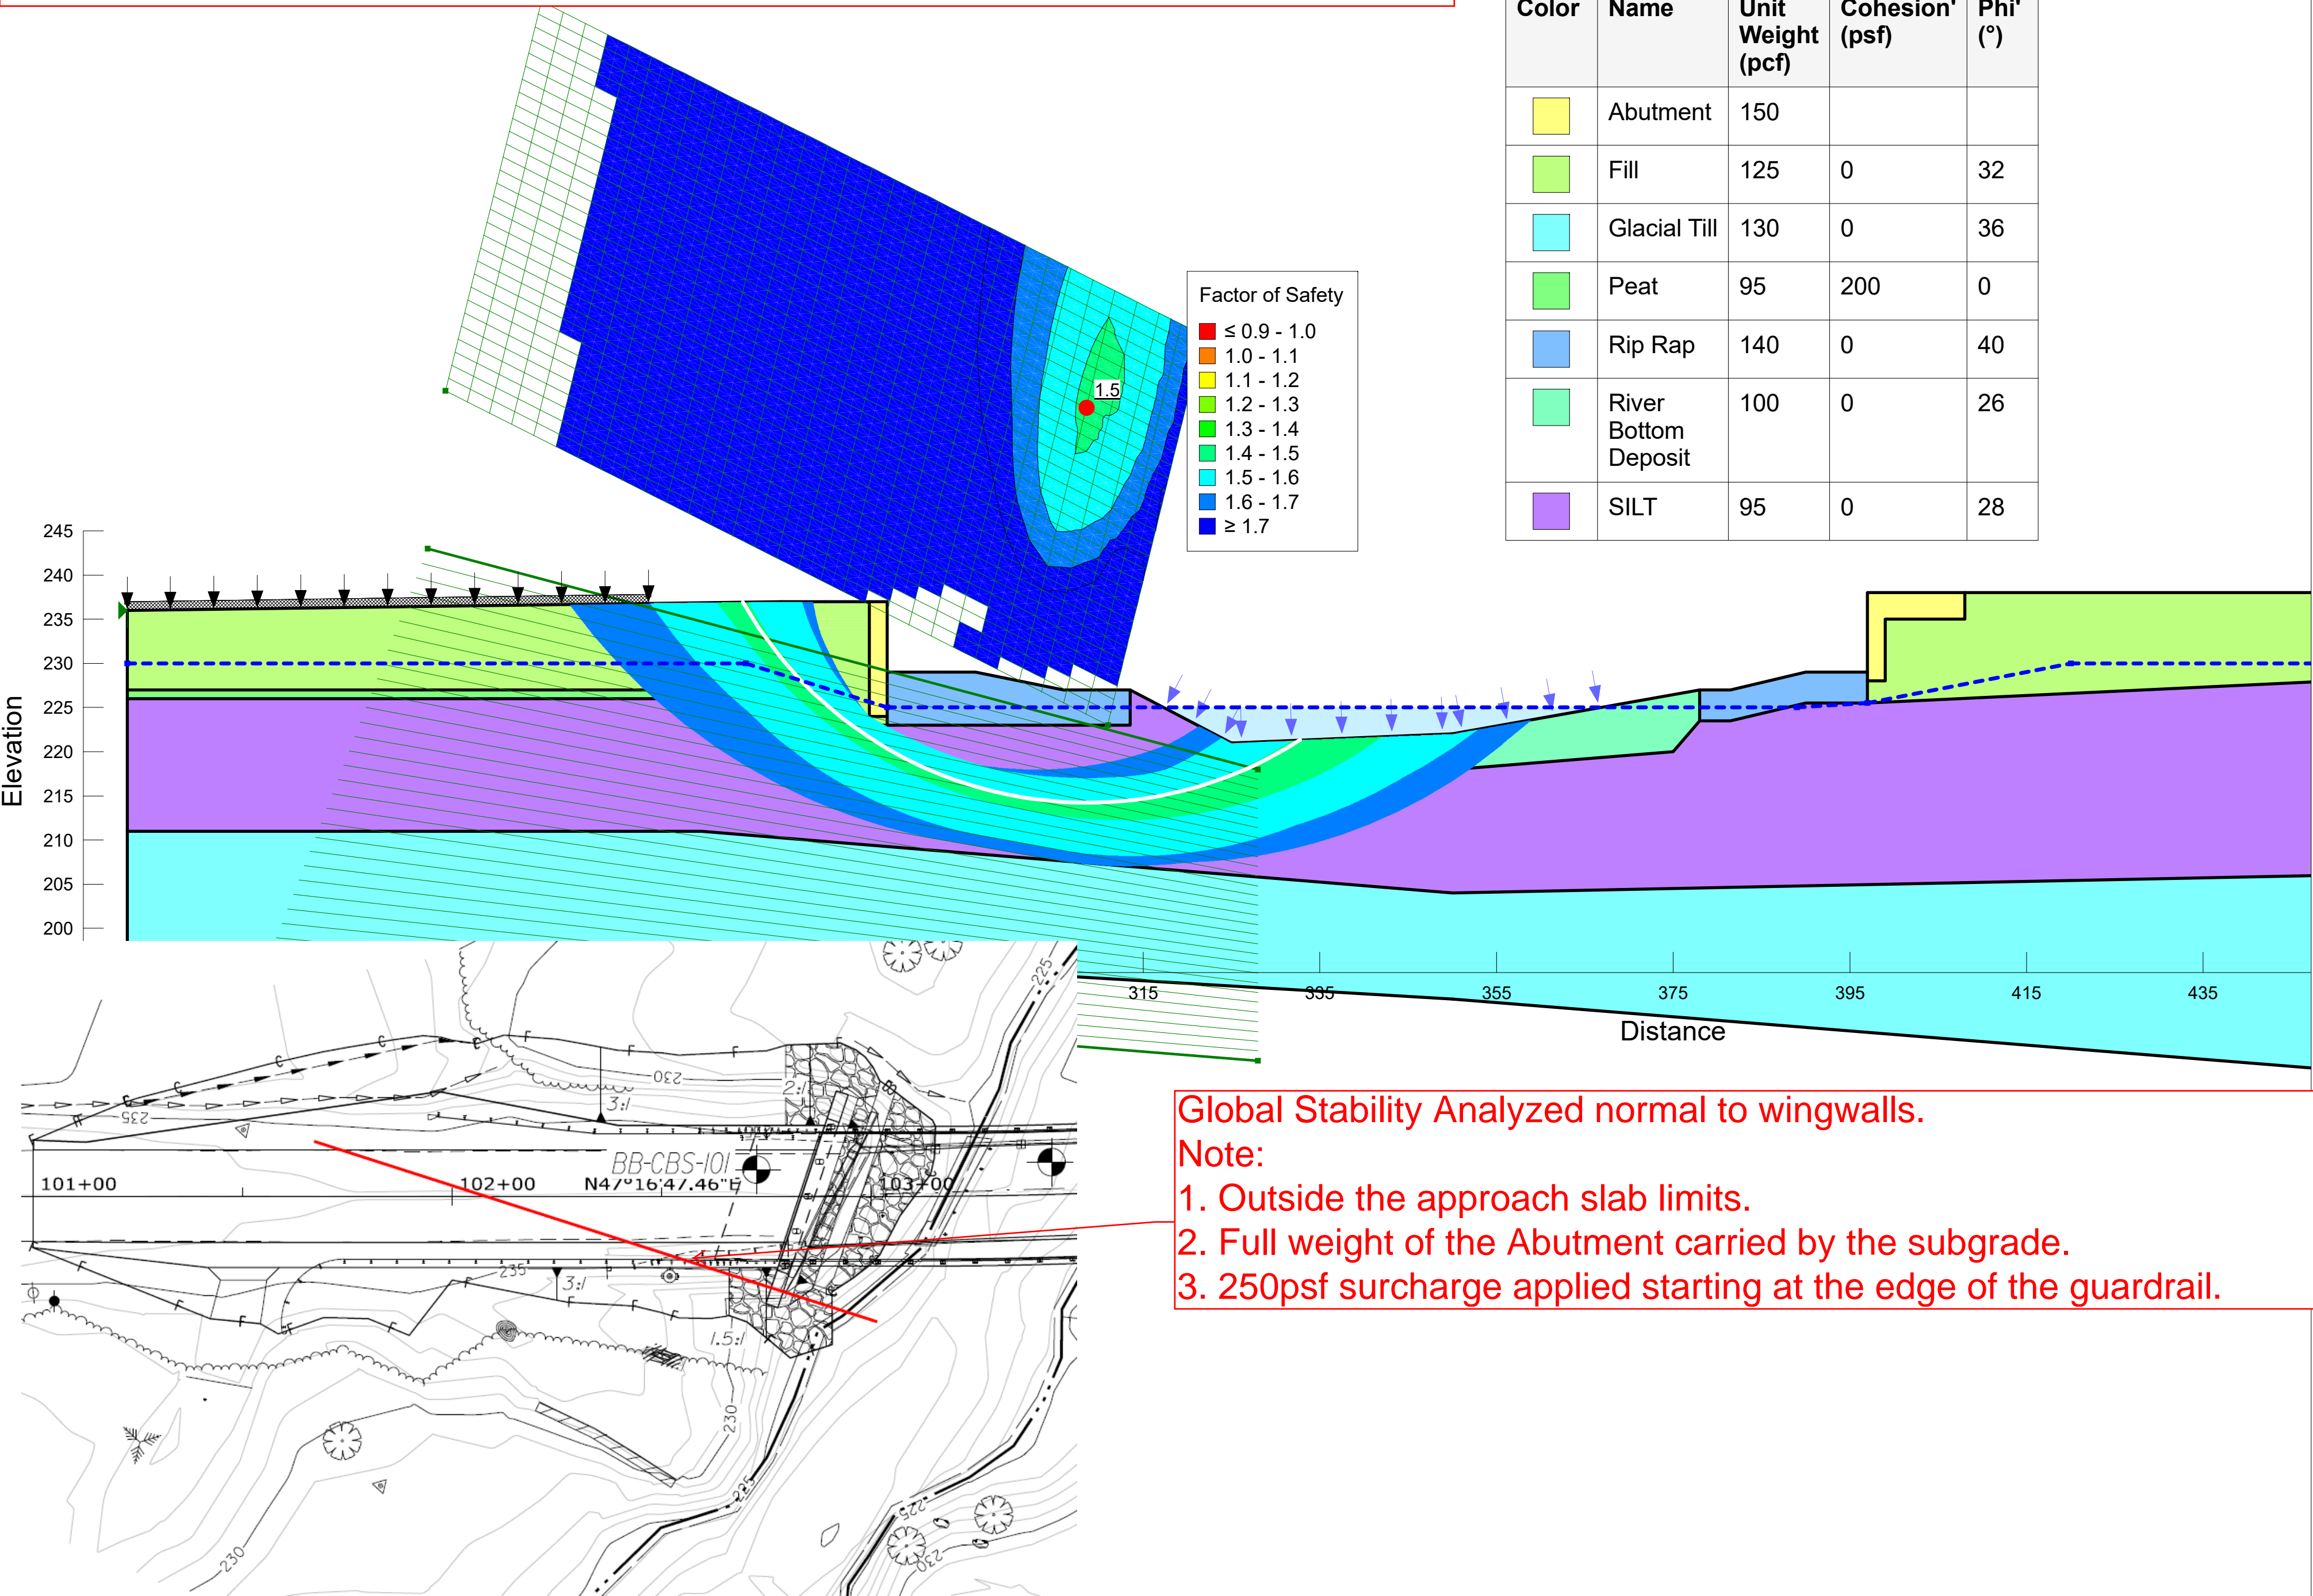 Color Name Unit Weight (pcf) Cohesion' (psf) Phi' (°)
Abutment 150
Fill 125 0 32
Glacial Till 130 0 36
Peat 95 200 0
Rip Rap 140 0 40
River Bottom Deposit 100 0 26
SILT 95 0 28
Factor of Safety
≤ 0.9 - 1.0
1.0 - 1.1
1.1 - 1.2
1.2 - 1.3
1.3 - 1.4
1.4 - 1.5
1.5 - 1.6
1.6 - 1.7
≥ 1.7
1.5
245
240
235
230
225
220
215
210
205
200
Elevation
315 335 355 375 395 415 435
Distance
225
230
235
2:1
3:1
BB-CBS-101
101+00 102+00 N47°16'47.46"E 103+00
235
3:1
1.5:1
230
225
225
230
230
Global Stability Analyzed normal to wingwalls.
Note:
1. Outside the approach slab limits.
2. Full weight of the Abutment carried by the subgrade.
3. 250psf surcharge applied starting at the edge of the guardrail.